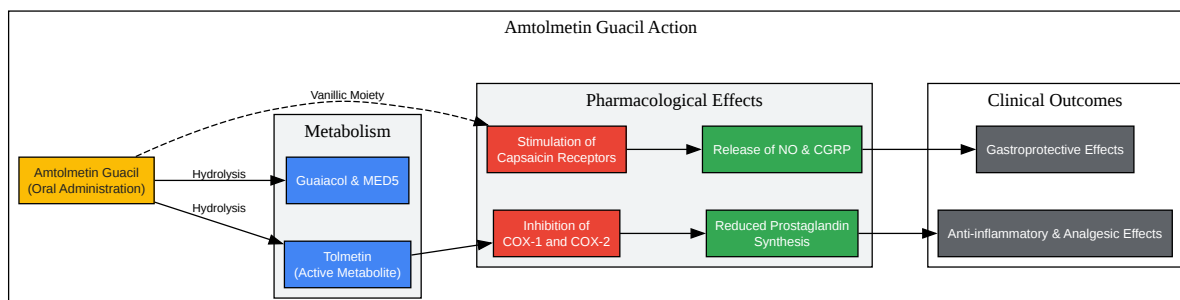 Amtolmetin Guacil Action
Vanillic Moiety
Pharmacological Effects
Clinical Outcomes
Metabolism
Stimulation of
Capsaicin Receptors
Release of NO & CGRP
Gastroprotective Effects
Amtolmetin Guacil
(Oral Administration)
Hydrolysis
Guaiacol & MED5
Hydrolysis
Inhibition of
COX-1 and COX-2
Reduced Prostaglandin
Synthesis
Anti-inflammatory & Analgesic Effects
Tolmetin
(Active Metabolite)